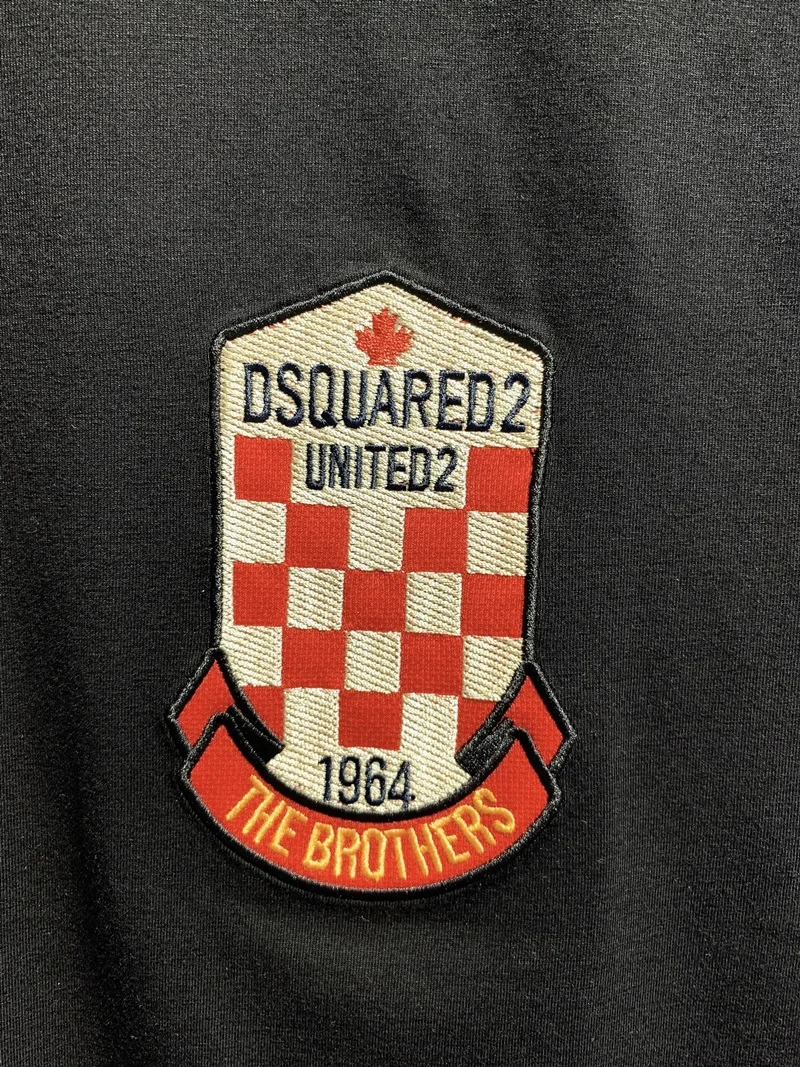 DSQUARED2
UNITED2
1964
THE BROTHERS